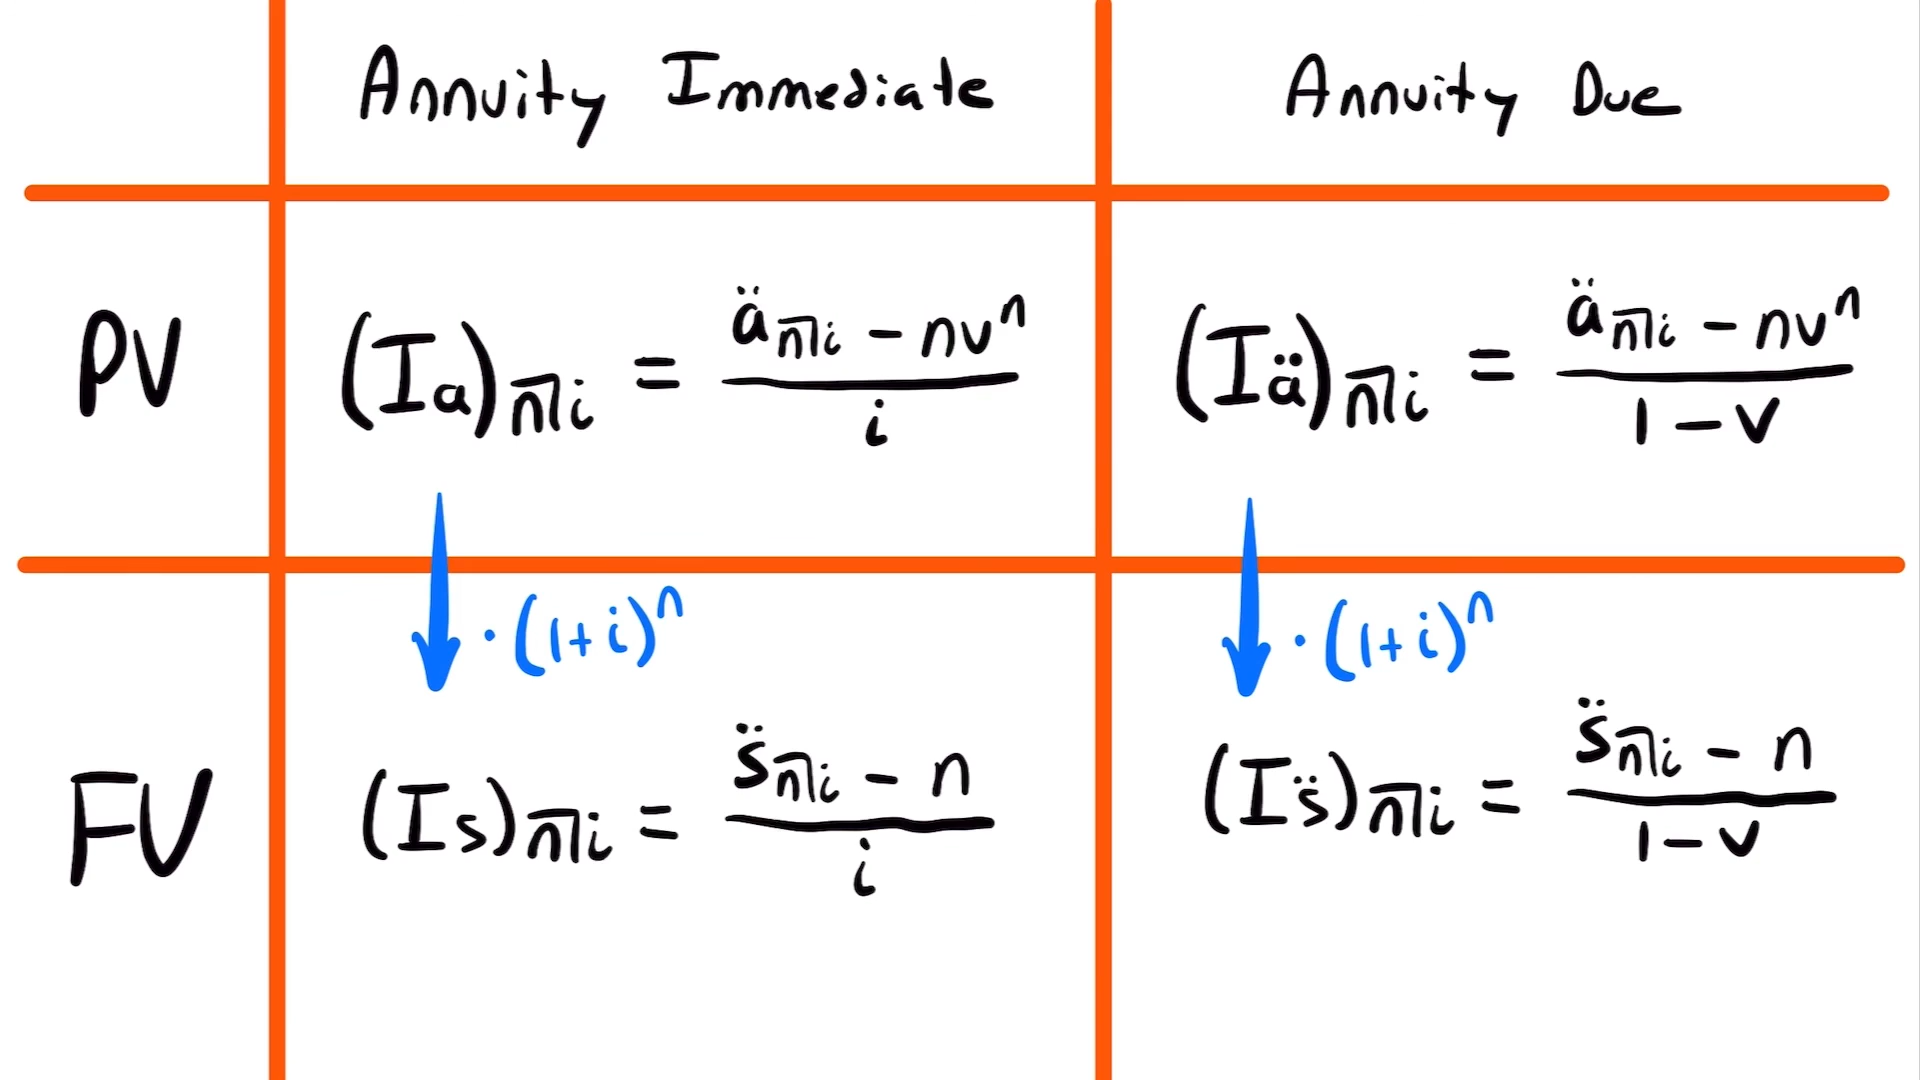 Annuity Immediate Annuity Due
PV (Ia)n̅|i = (än̅|i − nvⁿ)/i (Iä)n̅|i = (än̅|i − nvⁿ)/(1 − v)
· (1+i)ⁿ · (1+i)ⁿ
FV (Is)n̅|i = (s̈n̅|i − n)/i (Is̈)n̅|i = (s̈n̅|i − n)/(1 − v)